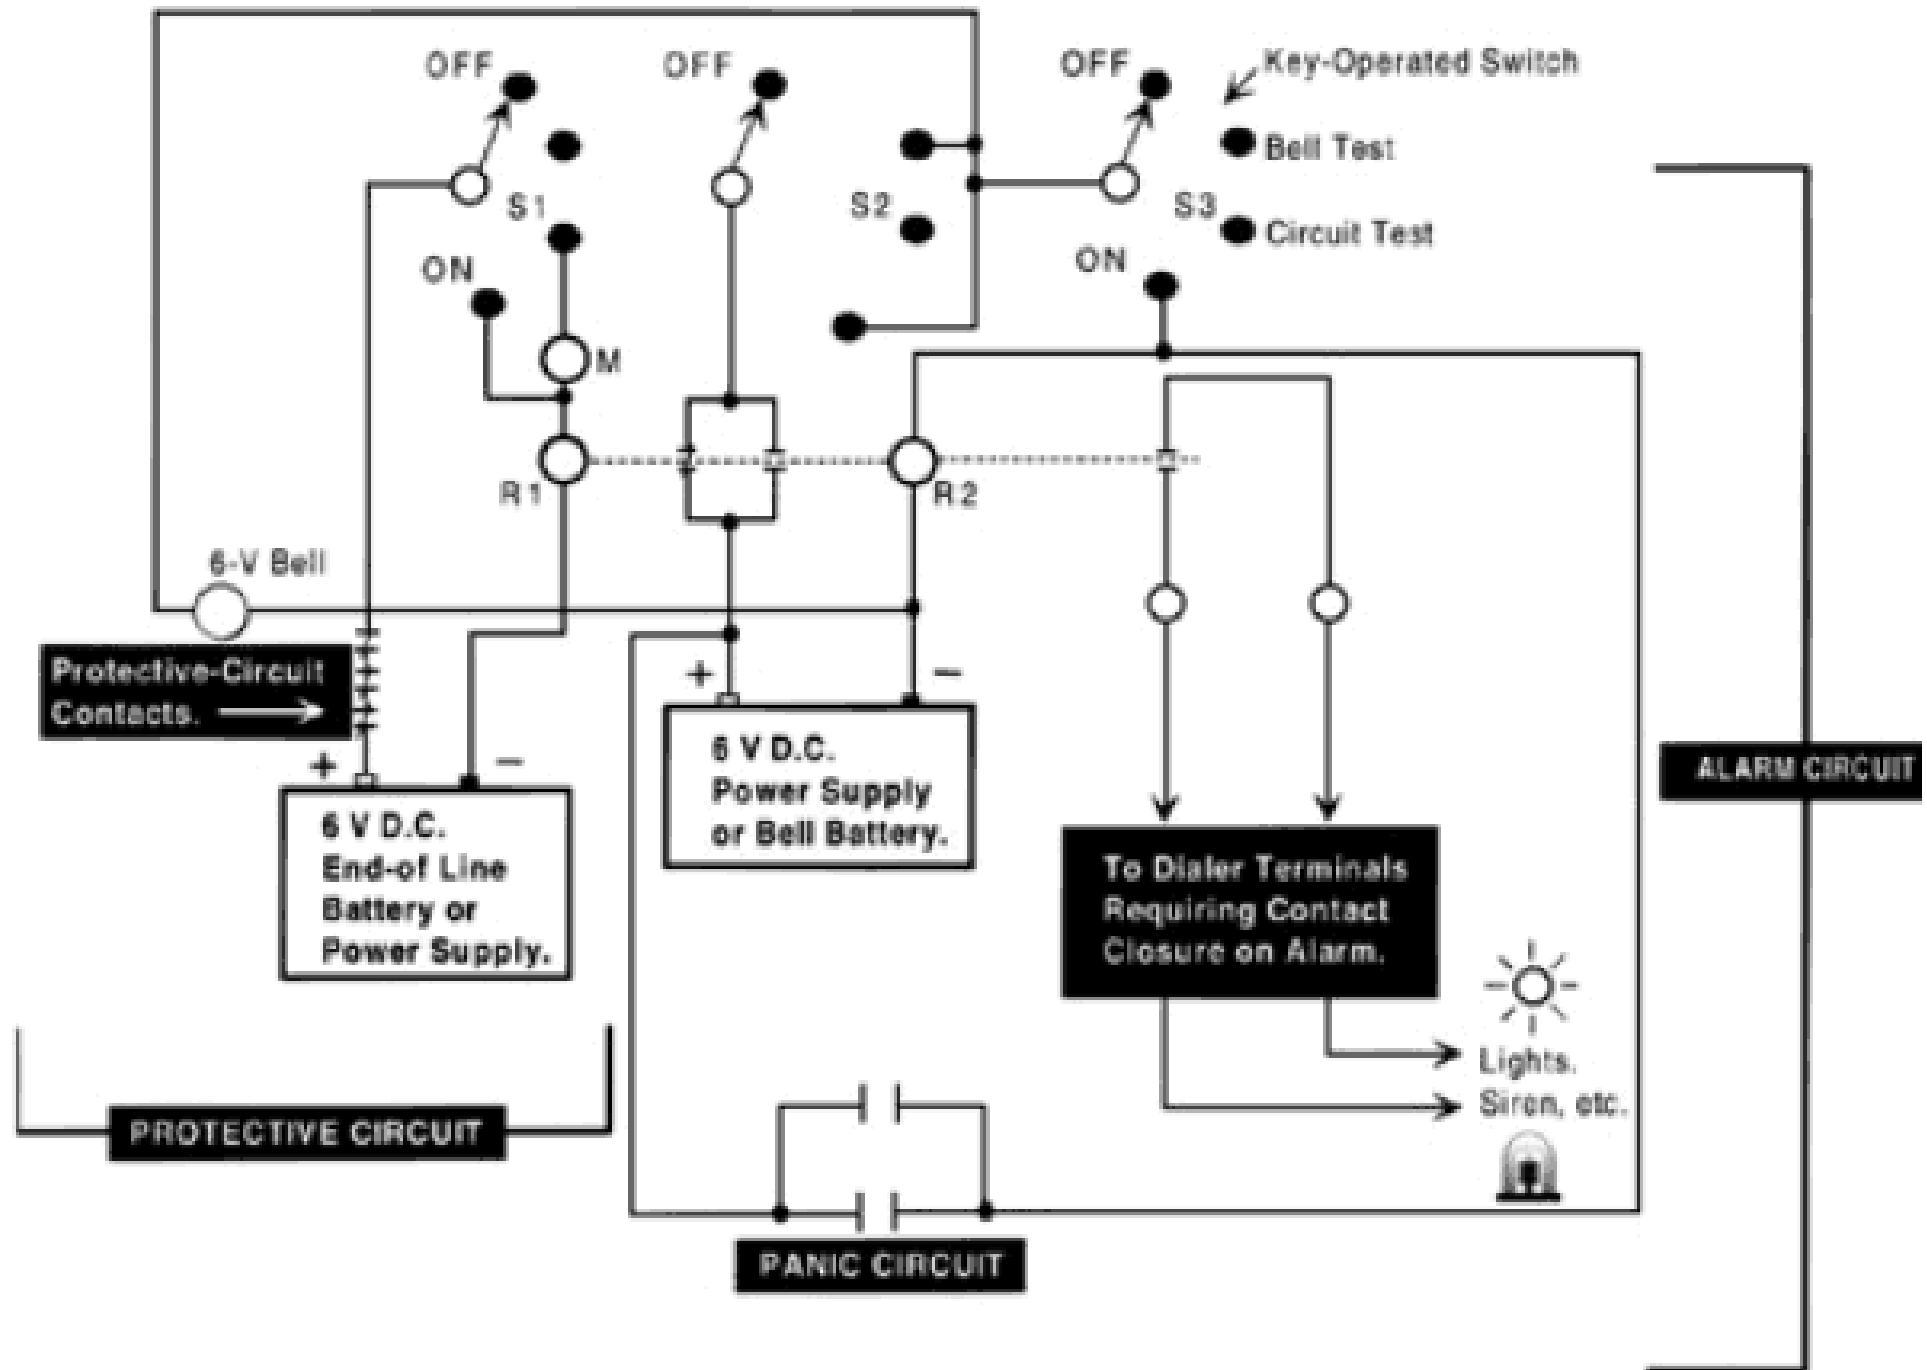 OFF
OFF
OFF
Key-Operated Switch
Bell Test
S1
S2
S3
Circuit Test
ON
ON
M
R1
R2
6-V Bell
Protective-Circuit
Contacts.
+
-
+
-
6 V D.C.
Power Supply
or Bell Battery.
6 V D.C.
End-of Line
Battery or
Power Supply.
ALARM CIRCUIT
To Dialer Terminals
Requiring Contact
Closure on Alarm.
Lights.
Siren, etc.
PROTECTIVE CIRCUIT
PANIC CIRCUIT